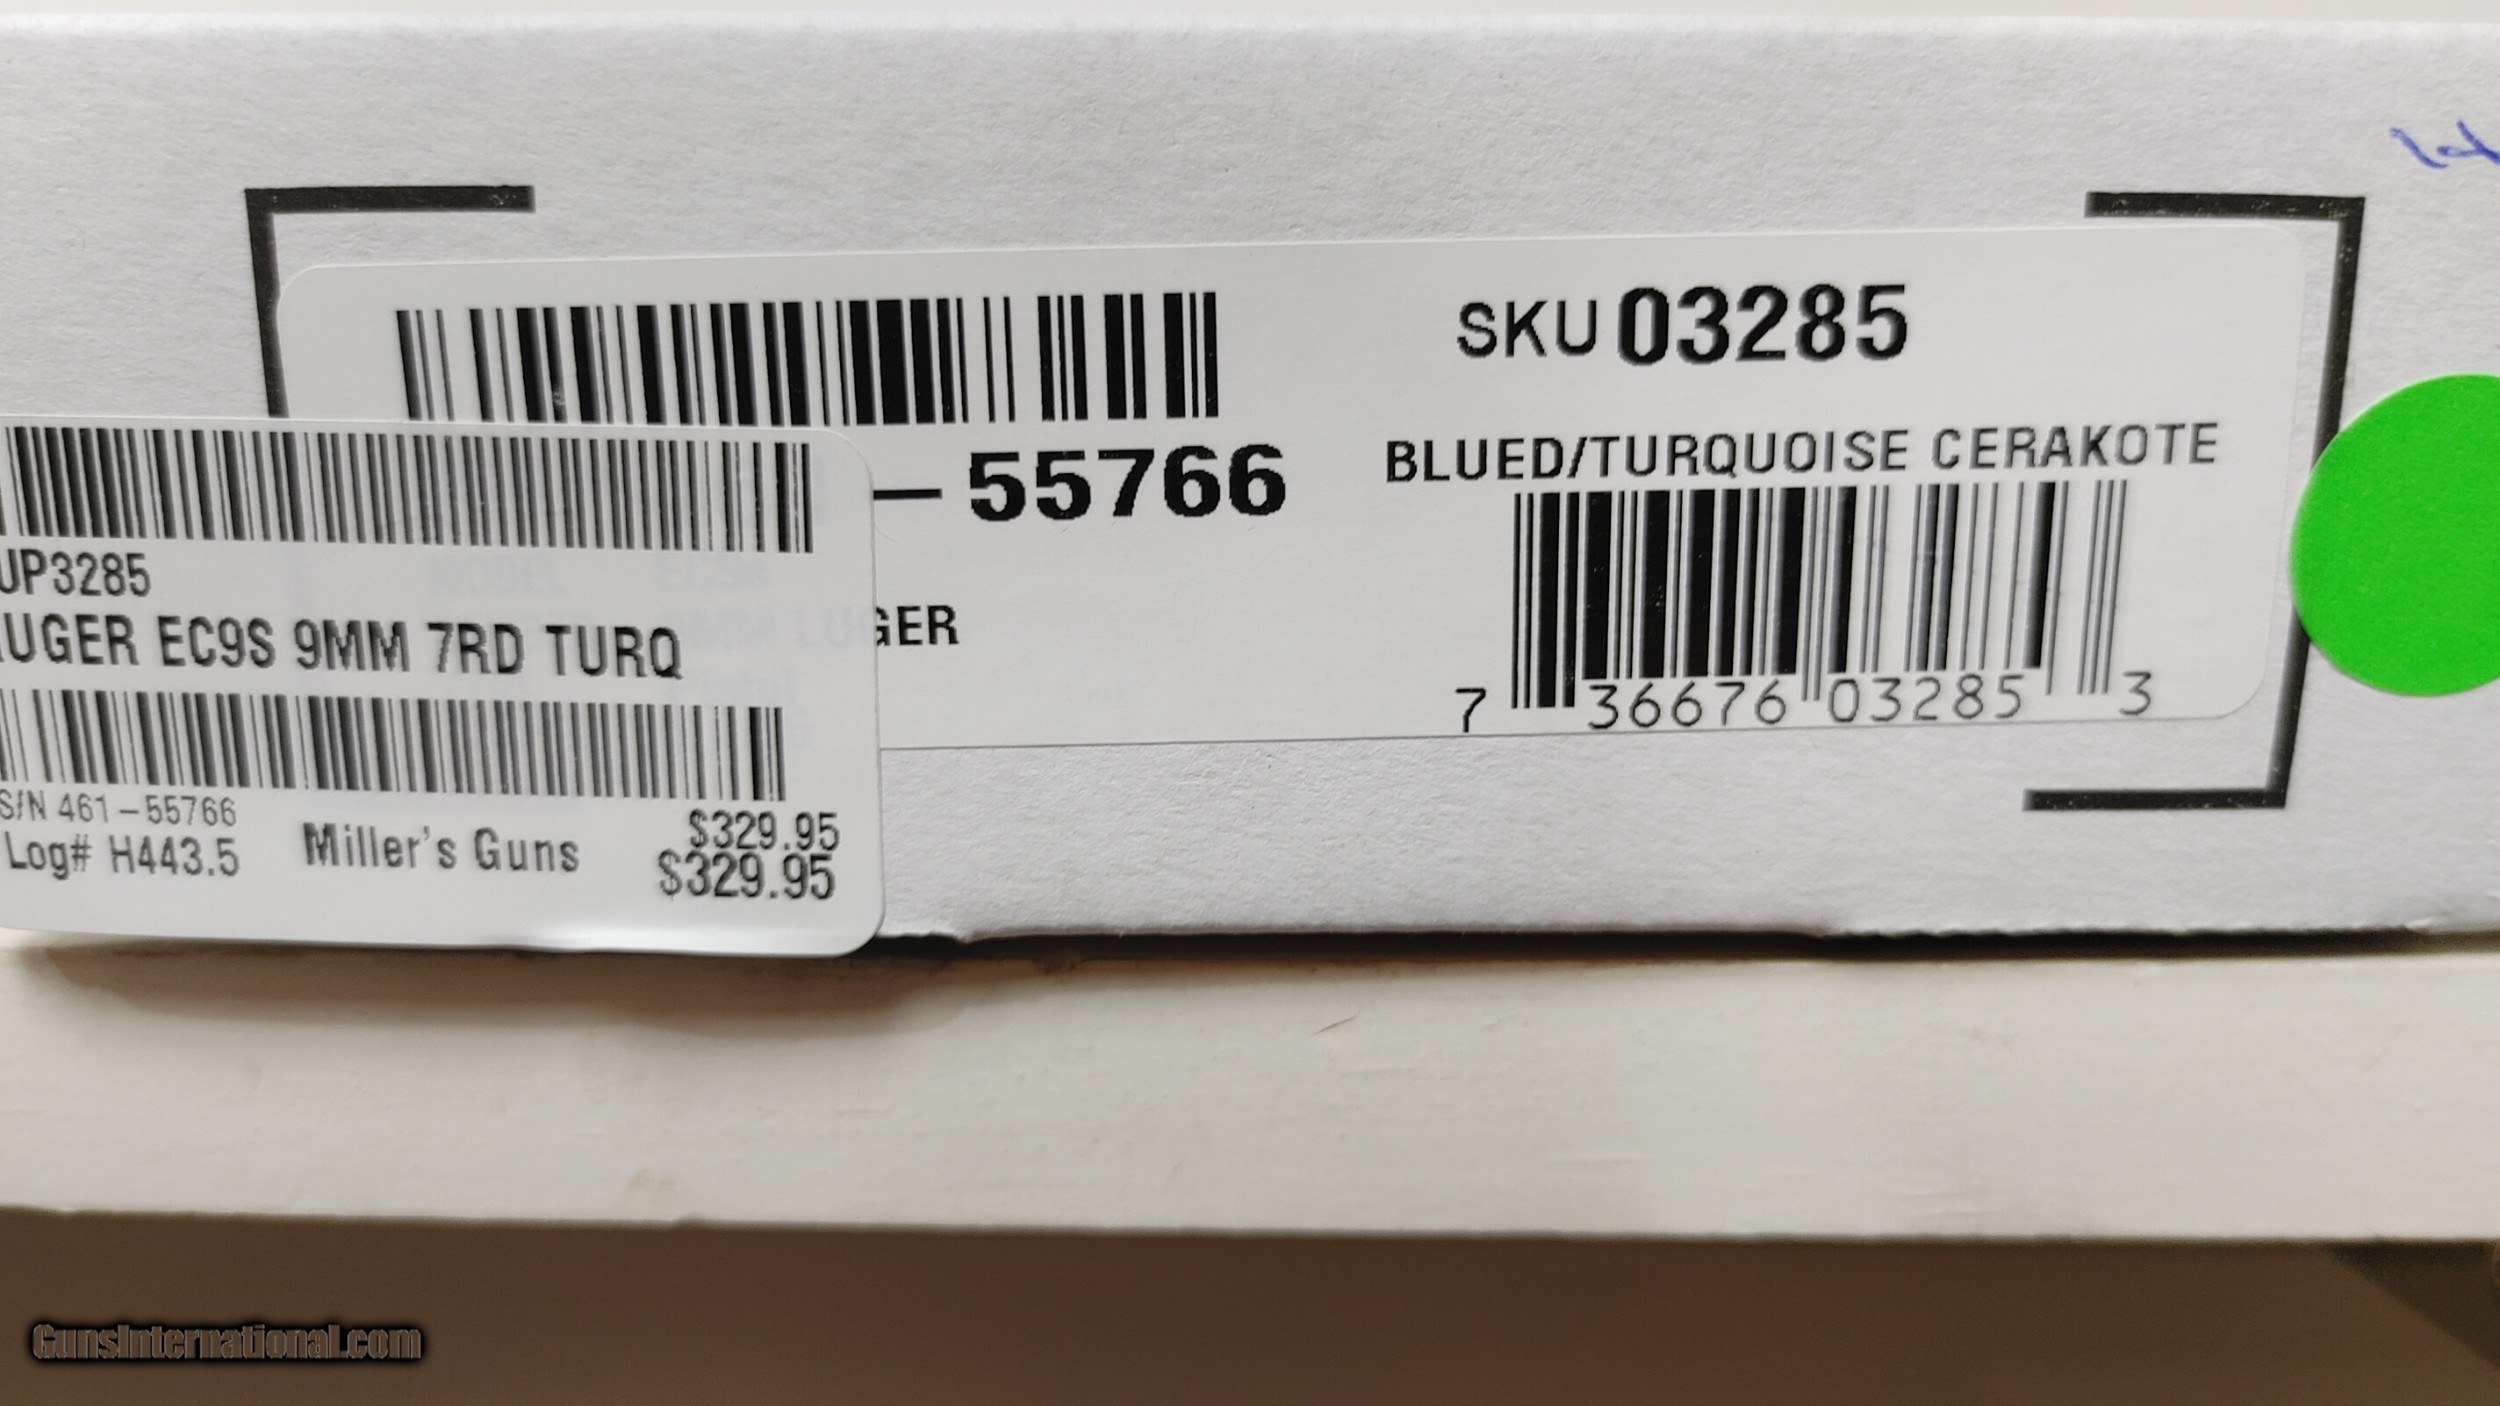 SKU 03285
BLUED/TURQUOISE CERAKOTE
– 55766
GER
7 36676 03285 3
UP3285
UGER EC9S 9MM 7RD TURQ
S/N 461-55766
Log# H443.5
Miller's Guns
$329.95
$329.95
GunsInternational.com